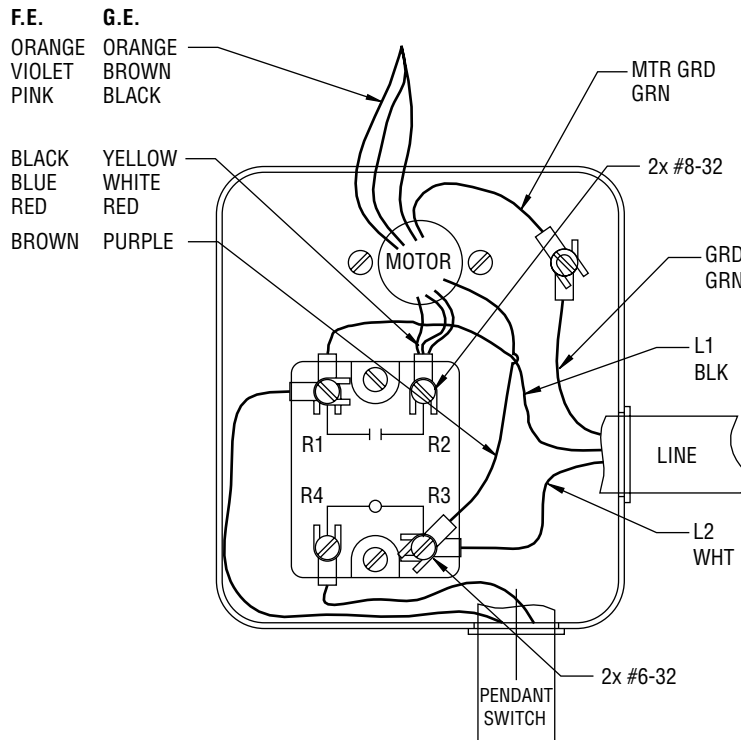 F.E. G.E.
ORANGE ORANGE
VIOLET BROWN
PINK BLACK
BLACK YELLOW
BLUE WHITE
RED RED
BROWN PURPLE
MTR GRD
GRN
2x #8-32
MOTOR
GRD
GRN
L1
BLK
R1 R2
LINE
R4 R3
L2
WHT
2x #6-32
PENDANT
SWITCH